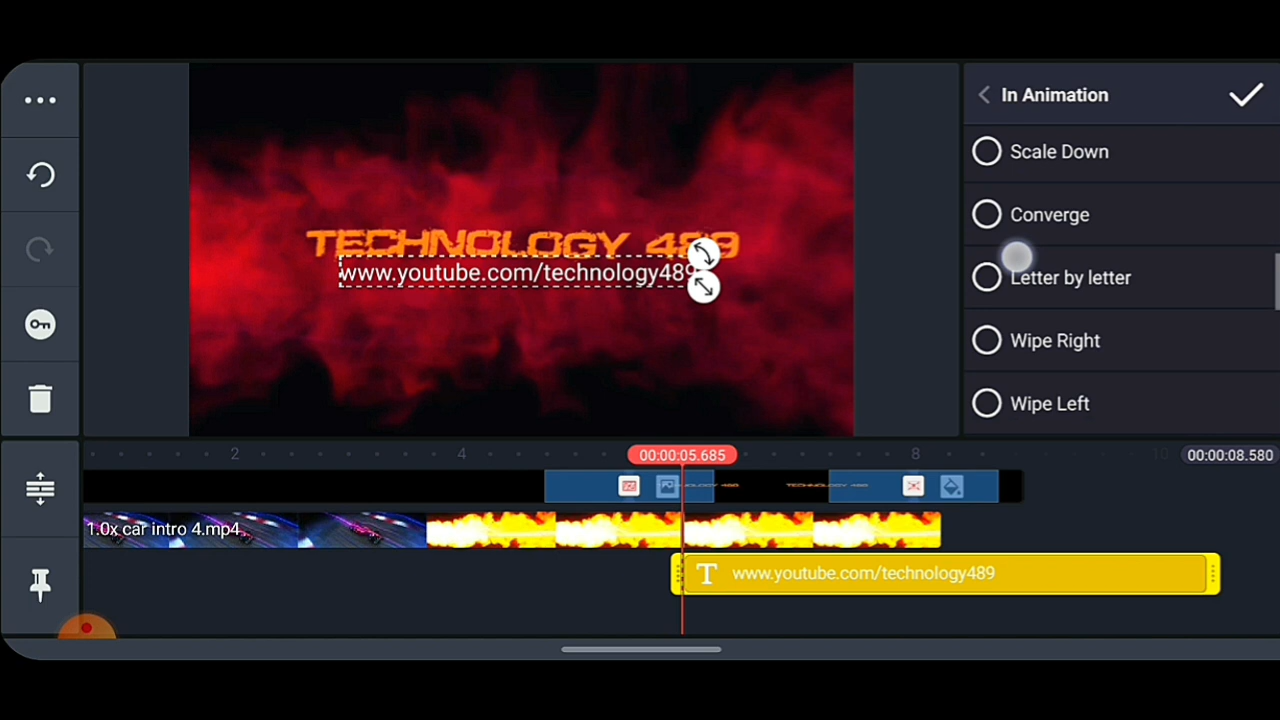 In Animation
Scale Down
Converge
Letter by letter
Wipe Right
Wipe Left
TECHNOLOGY 489
www.youtube.com/technology489
2
4
00:00:05.685
8
10
00:00:08.580
1.0x car intro 4.mp4
T www.youtube.com/technology489